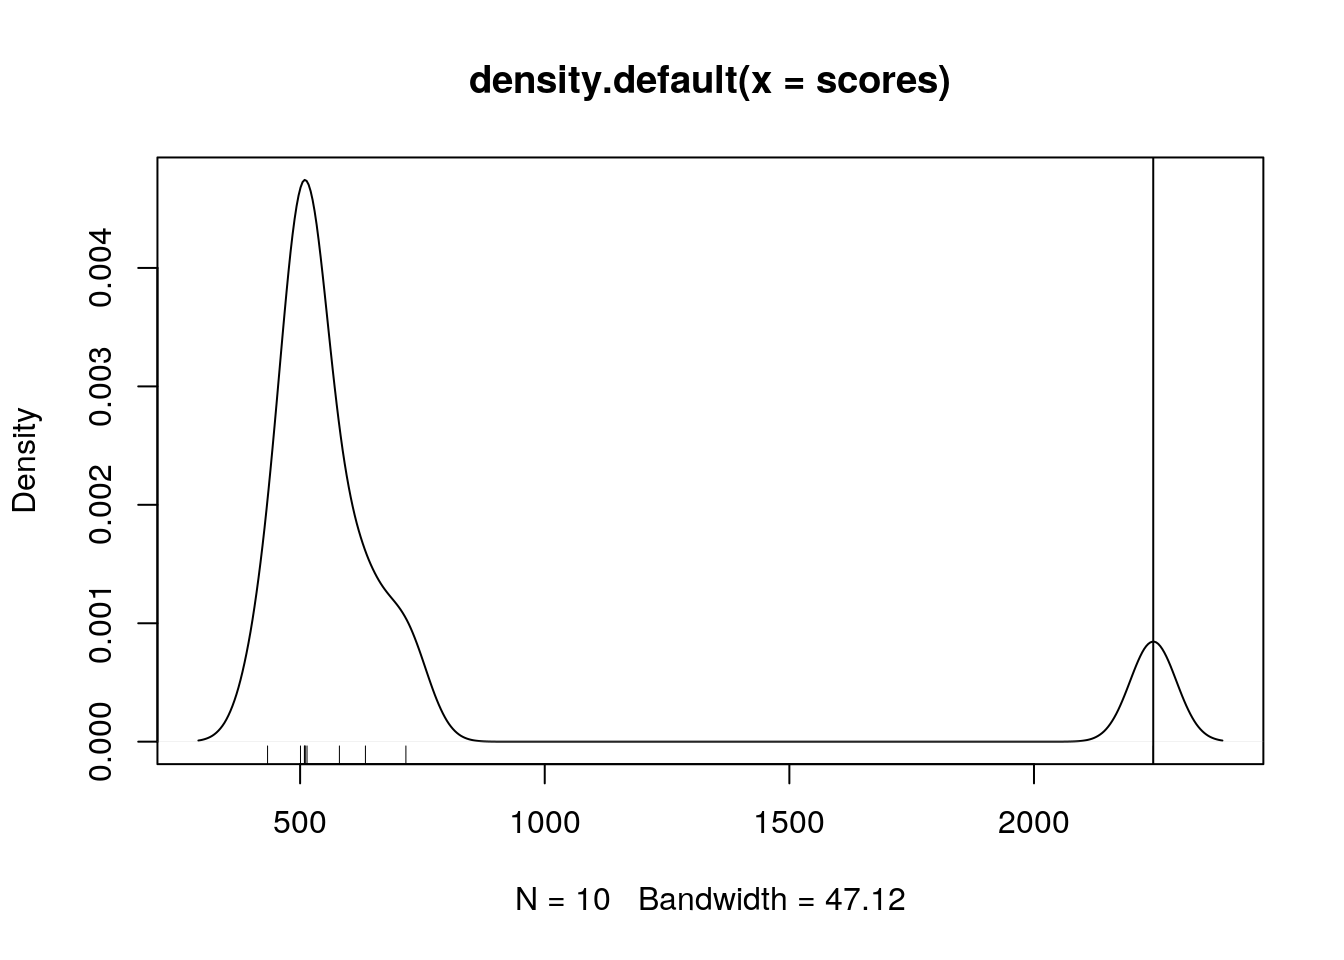 density.default(x = scores)
Density
0.004
0.003
0.002
0.001
0.000
500 1000 1500 2000
N = 10 Bandwidth = 47.12